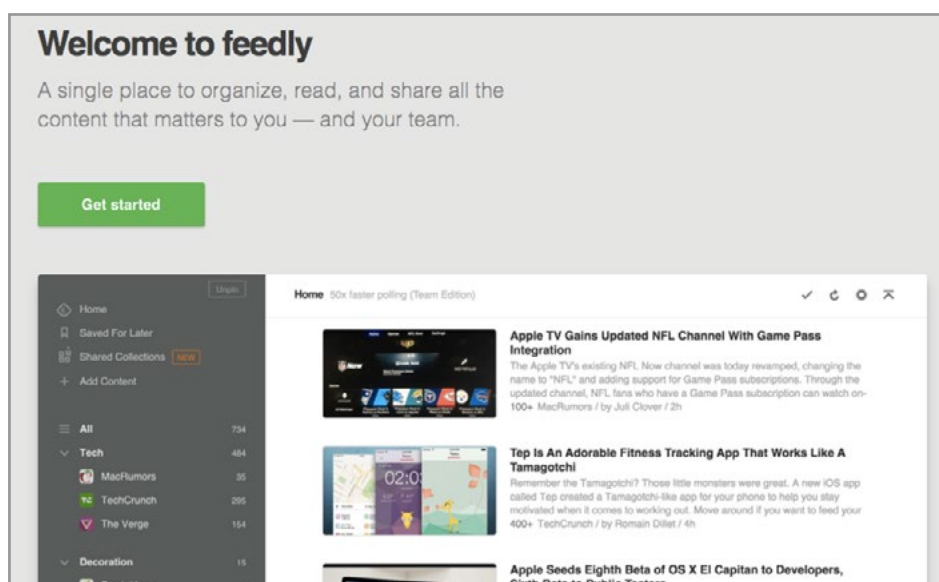 Welcome to feedly
A single place to organize, read, and share all the
content that matters to you — and your team.
Get started
Unpin
Home
Saved For Later
Shared Collections NEW
+ Add Content
All 734
Tech 484
MacRumors 35
TechCrunch 295
The Verge 154
Decoration 15
Home 50x faster polling (Team Edition)
Apple TV Gains Updated NFL Channel With Game Pass
Integration
The Apple TV's existing NFL Now channel was today revamped, changing the
name to "NFL" and adding support for Game Pass subscriptions. Through the
updated channel, NFL fans who have a Game Pass subscription can watch on-
100+ MacRumors / by Juli Clover / 2h
Tep Is An Adorable Fitness Tracking App That Works Like A
Tamagotchi
Remember the Tamagotchi? Those little monsters were great. A new iOS app
called Tep created a Tamagotchi-like app for your phone to help you stay
motivated when it comes to working out. Move around if you want to feed your
400+ TechCrunch / by Romain Dillet / 4h
Apple Seeds Eighth Beta of OS X El Capitan to Developers,
Sixth Beta to Public Testers